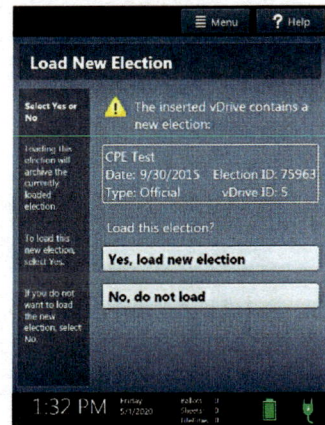 Menu
Help
Load New Election
Select Yes or
No
Loading this
election will
archive the
currently
loaded
election.
To load this
new election,
select Yes.
If you do not
want to load
the new
election, select
No.
The inserted vDrive contains a
new election:
CPE Test
Date: 9/30/2015 Election ID: 75963
Type: Official vDrive ID: 5
Load this election?
Yes, load new election
No, do not load
1:32 PM
Friday
5/1/2020
Ballots: 0
Sheets: 0
Lifetime: 0